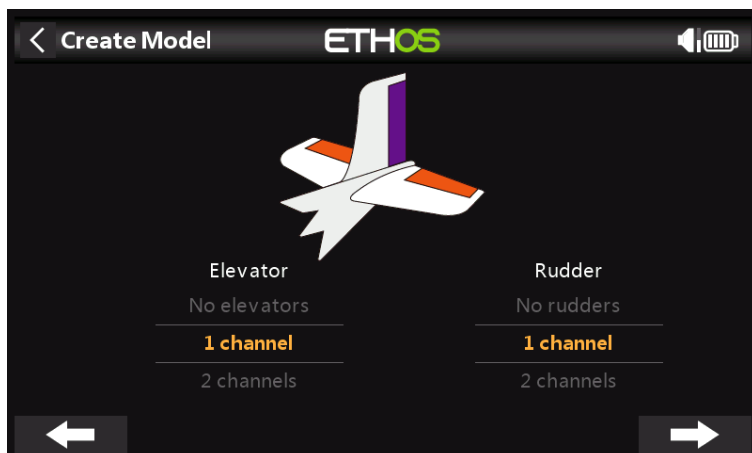 Create Model ETHOS
Elevator Rudder
No elevators No rudders
1 channel 1 channel
2 channels 2 channels